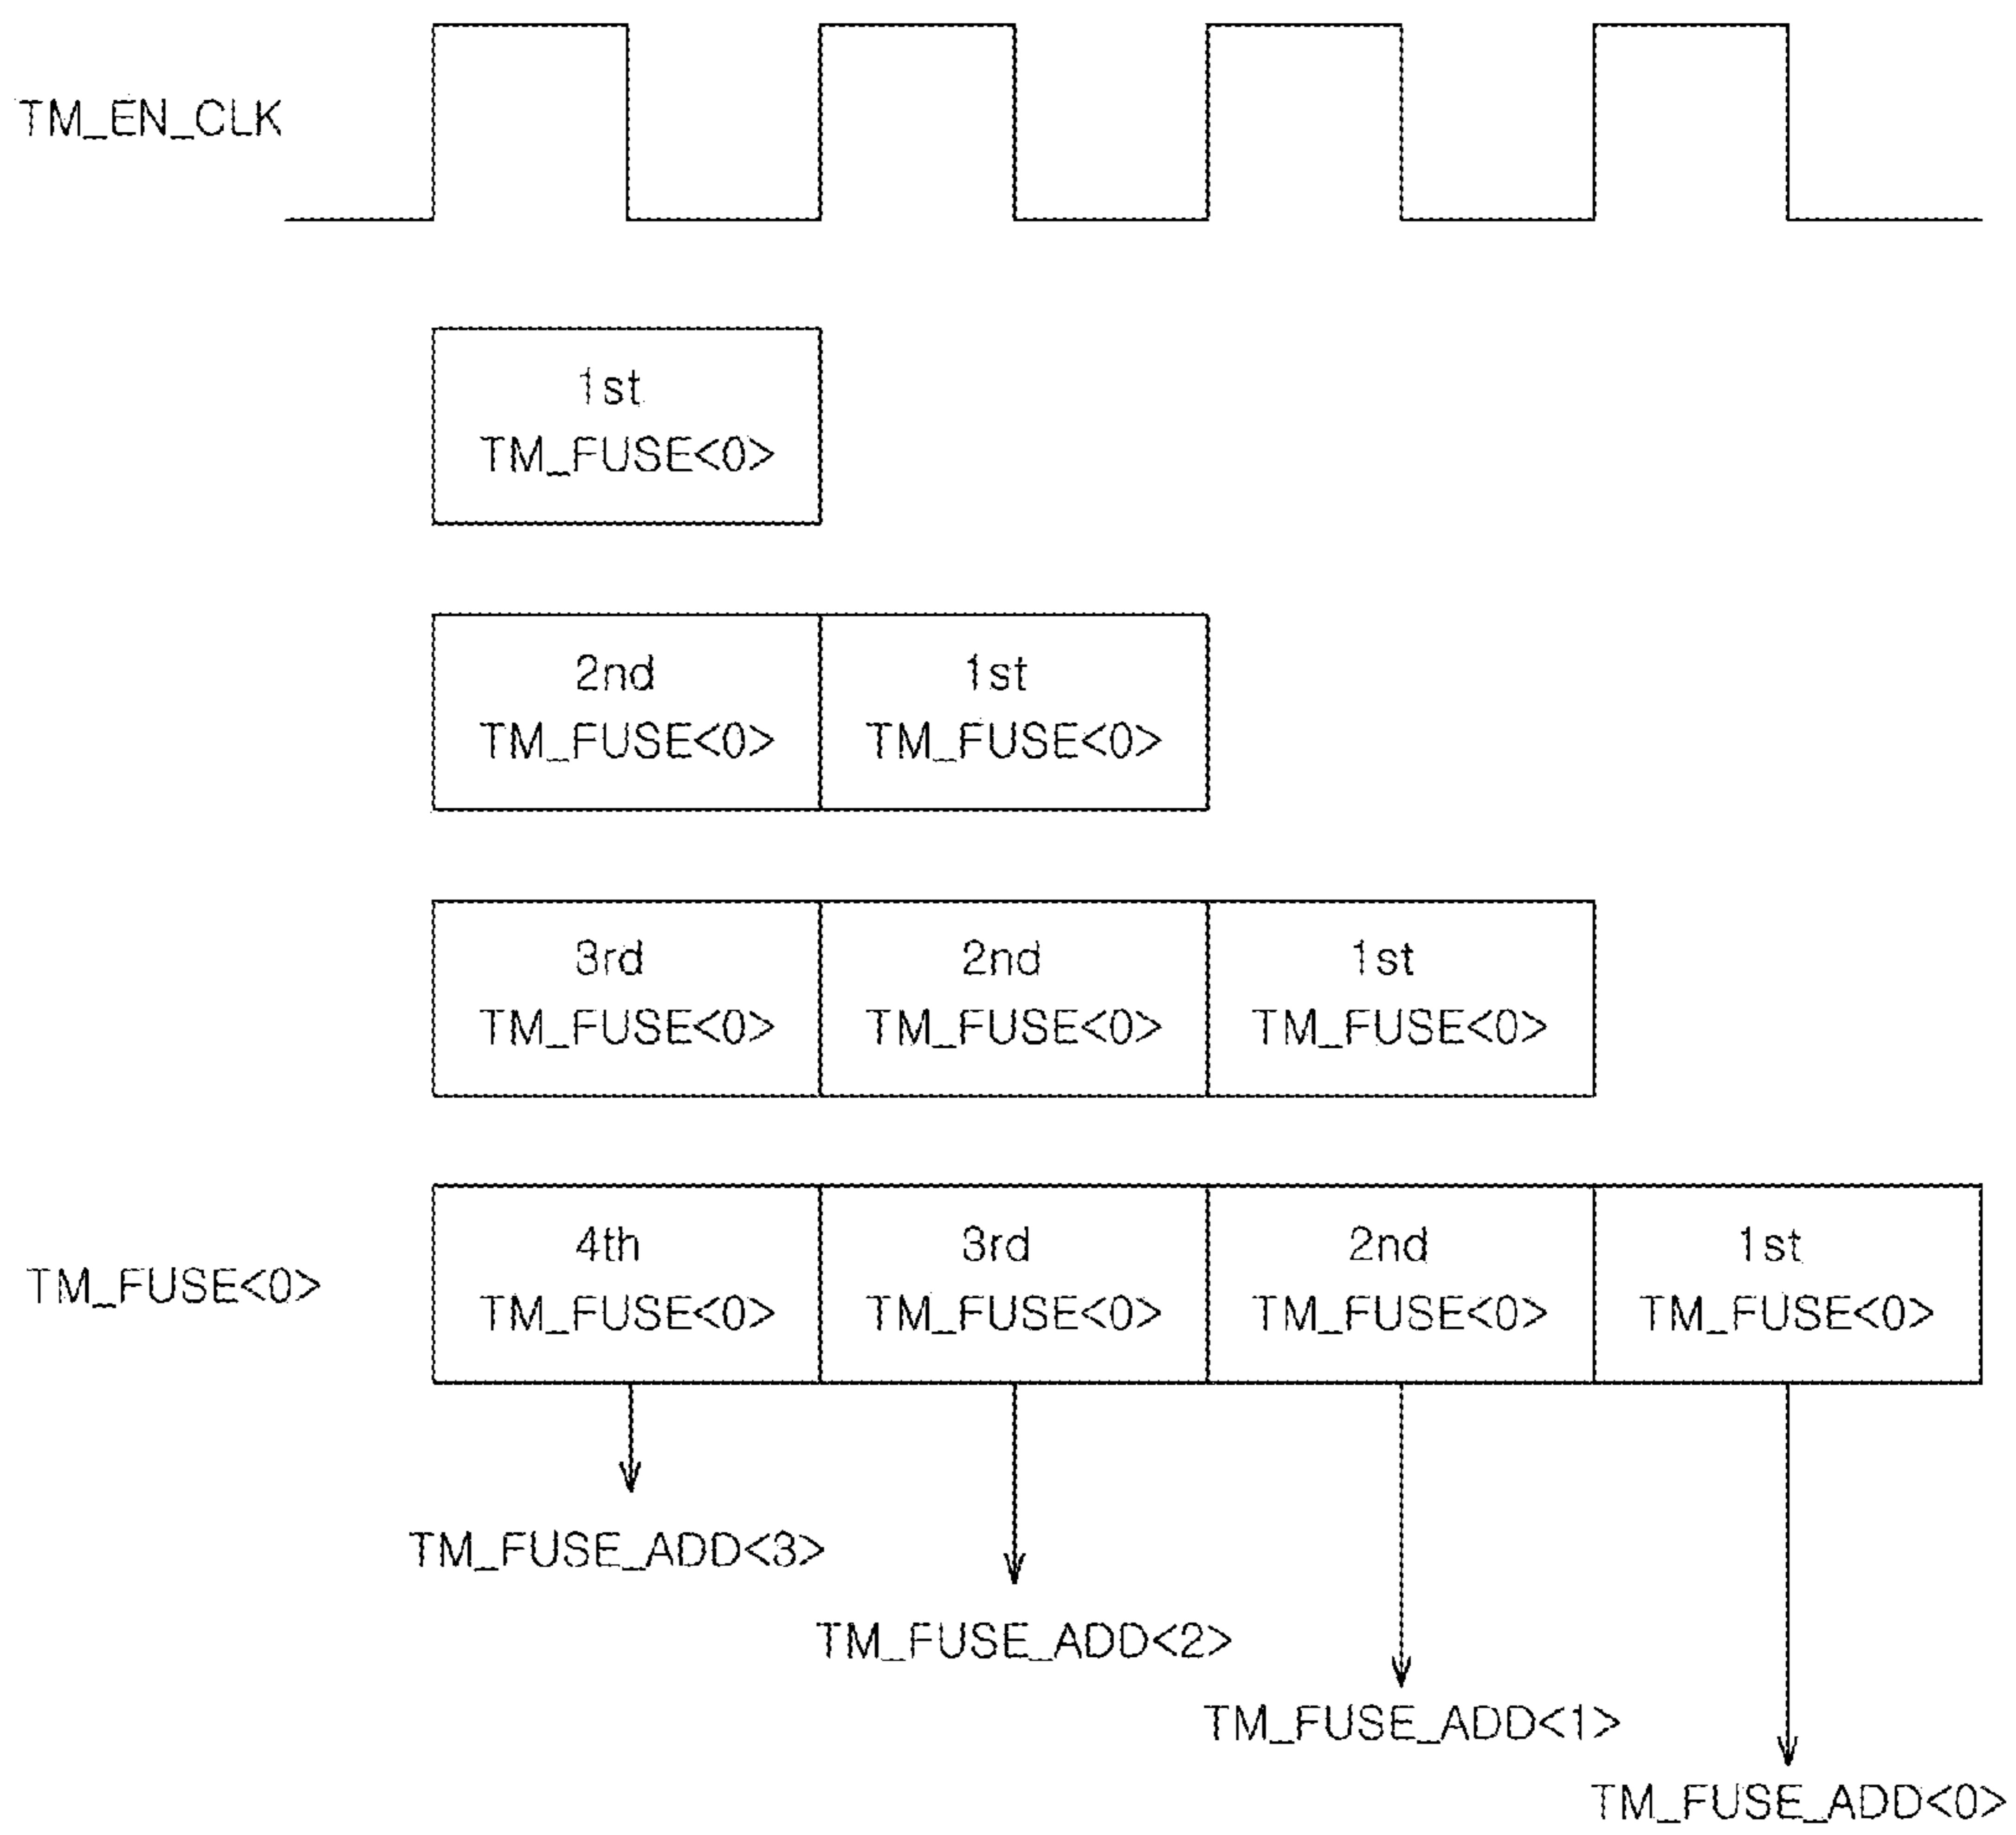 TM_EN_CLK
1st
TM_FUSE<0>
2nd
TM_FUSE<0>
1st
TM_FUSE<0>
3rd
TM_FUSE<0>
2nd
TM_FUSE<0>
1st
TM_FUSE<0>
TM_FUSE<0>
4th
TM_FUSE<0>
3rd
TM_FUSE<0>
2nd
TM_FUSE<0>
1st
TM_FUSE<0>
TM_FUSE_ADD<3>
TM_FUSE_ADD<2>
TM_FUSE_ADD<1>
TM_FUSE_ADD<0>